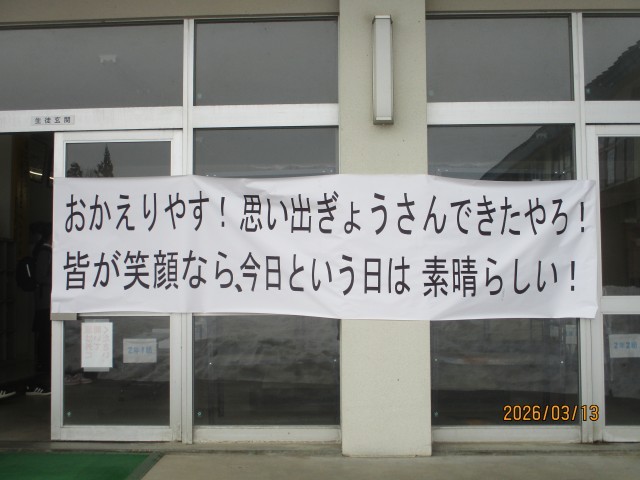 生徒玄関
おかえりやす！思い出ぎょうさんできたやろ！
皆が笑顔なら、今日という日は 素晴らしい！
2026/03/13